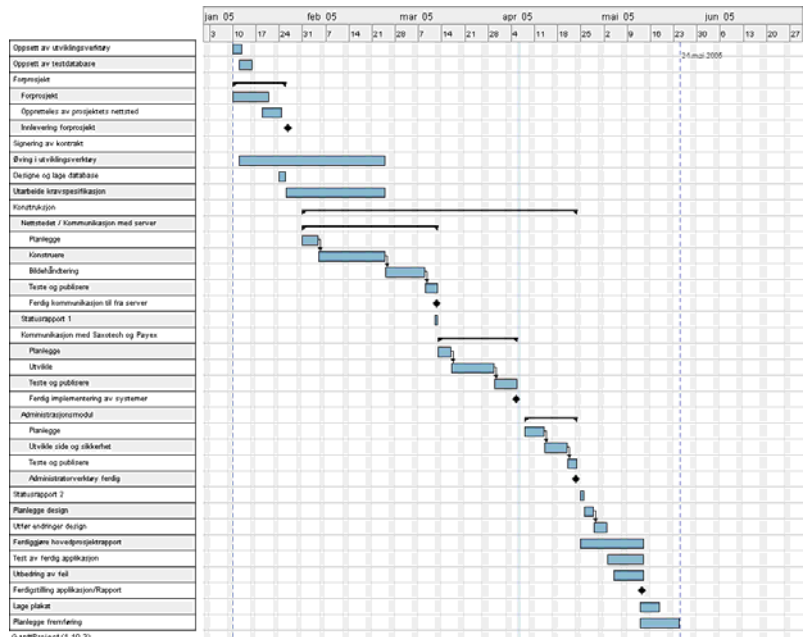 jan 05 feb 05 mar 05 apr 05 mai 05 jun 05
3 10 17 24 31 7 14 21 28 7 14 21 28 4 11 18 25 2 9 16 23 30 6 13 20 27
24 mai 2005
Oppsett av utviklingsverktøy
Oppsett av testdatabase
Forprosjekt
Forprosjekt
Opprettelse av prosjektets nettsted
Innlevering forprosjekt
Signering av kontrakt
Øving i utviklingsverktøy
Designe og lage database
Utarbeide kravspesifikasjon
Konstruksjon
Nettstedet / Kommunikasjon med server
Planlegge
Konstruere
Bildehåndtering
Teste og publisere
Ferdig kommunikasjon til fra server
Statusrapport 1
Kommunikasjon med Saxotech og Payex
Planlegge
Utvikle
Teste og publisere
Ferdig implementering av systemer
Administrasjonsmodul
Planlegge
Utvikle side og sikkerhet
Teste og publisere
Administratorverktøy ferdig
Statusrapport 2
Planlegge design
Utfør endringer design
Ferdiggjøre hovedprosjektrapport
Test av ferdig applikasjon
Utbedring av feil
Ferdigstilling applikasjon/Rapport
Lage plakat
Planlegge fremføring